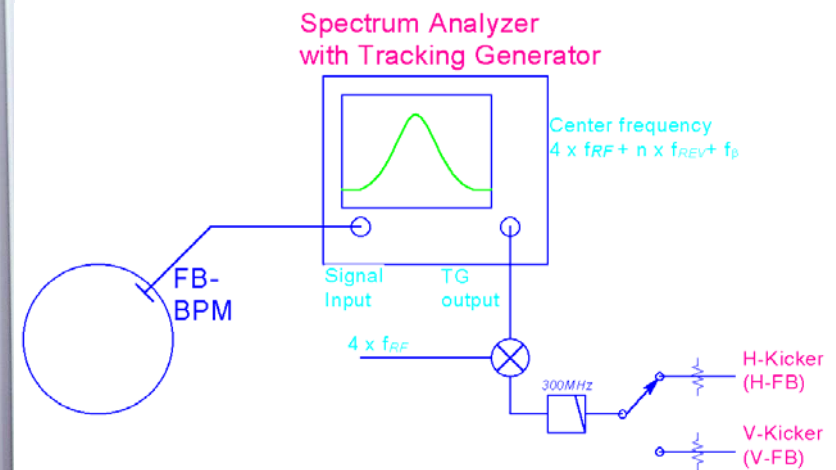 Spectrum Analyzer
with Tracking Generator
Center frequency
4 x fRF + n x fREV+ fβ
FB-
BPM
Signal
Input
TG
output
4 x fRF
300MHz
H-Kicker
(H-FB)
V-Kicker
(V-FB)